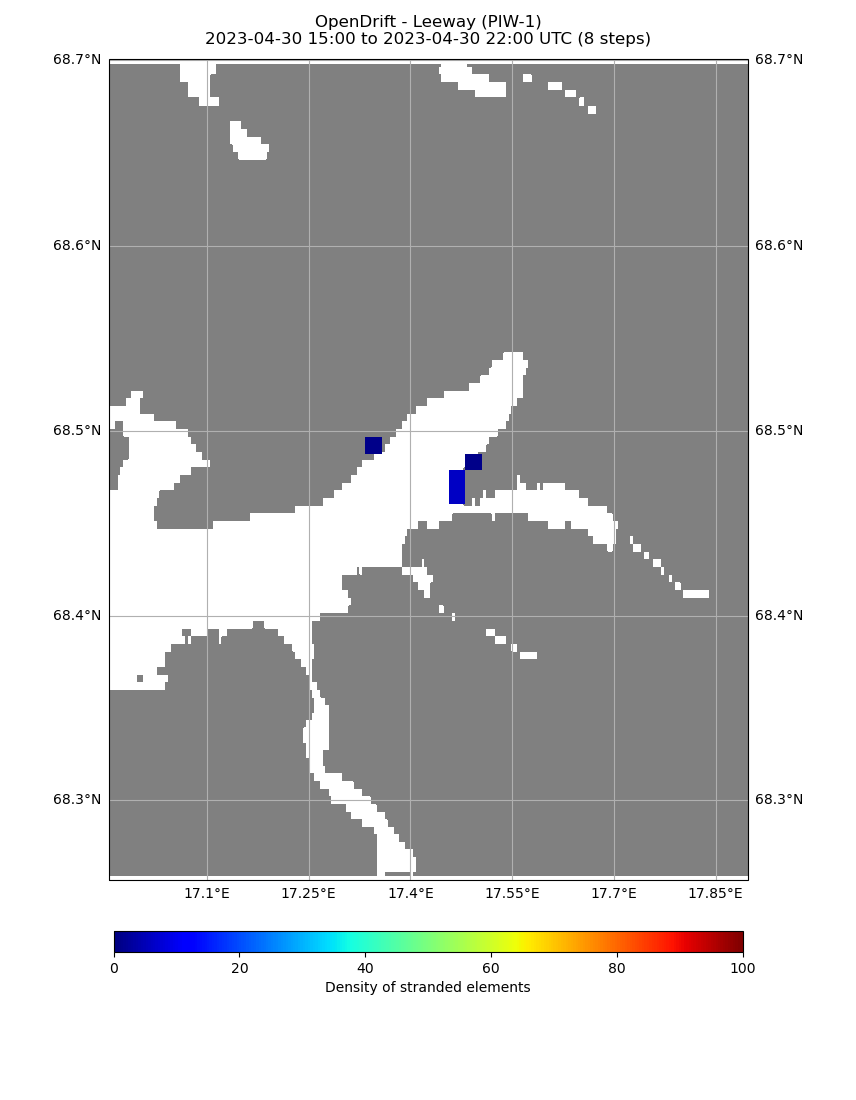 OpenDrift - Leeway (PIW-1)
2023-04-30 15:00 to 2023-04-30 22:00 UTC (8 steps)
68.7°N 68.7°N
68.6°N 68.6°N
68.5°N 68.5°N
68.4°N 68.4°N
68.3°N 68.3°N
17.1°E 17.25°E 17.4°E 17.55°E 17.7°E 17.85°E
0 20 40 60 80 100
Density of stranded elements